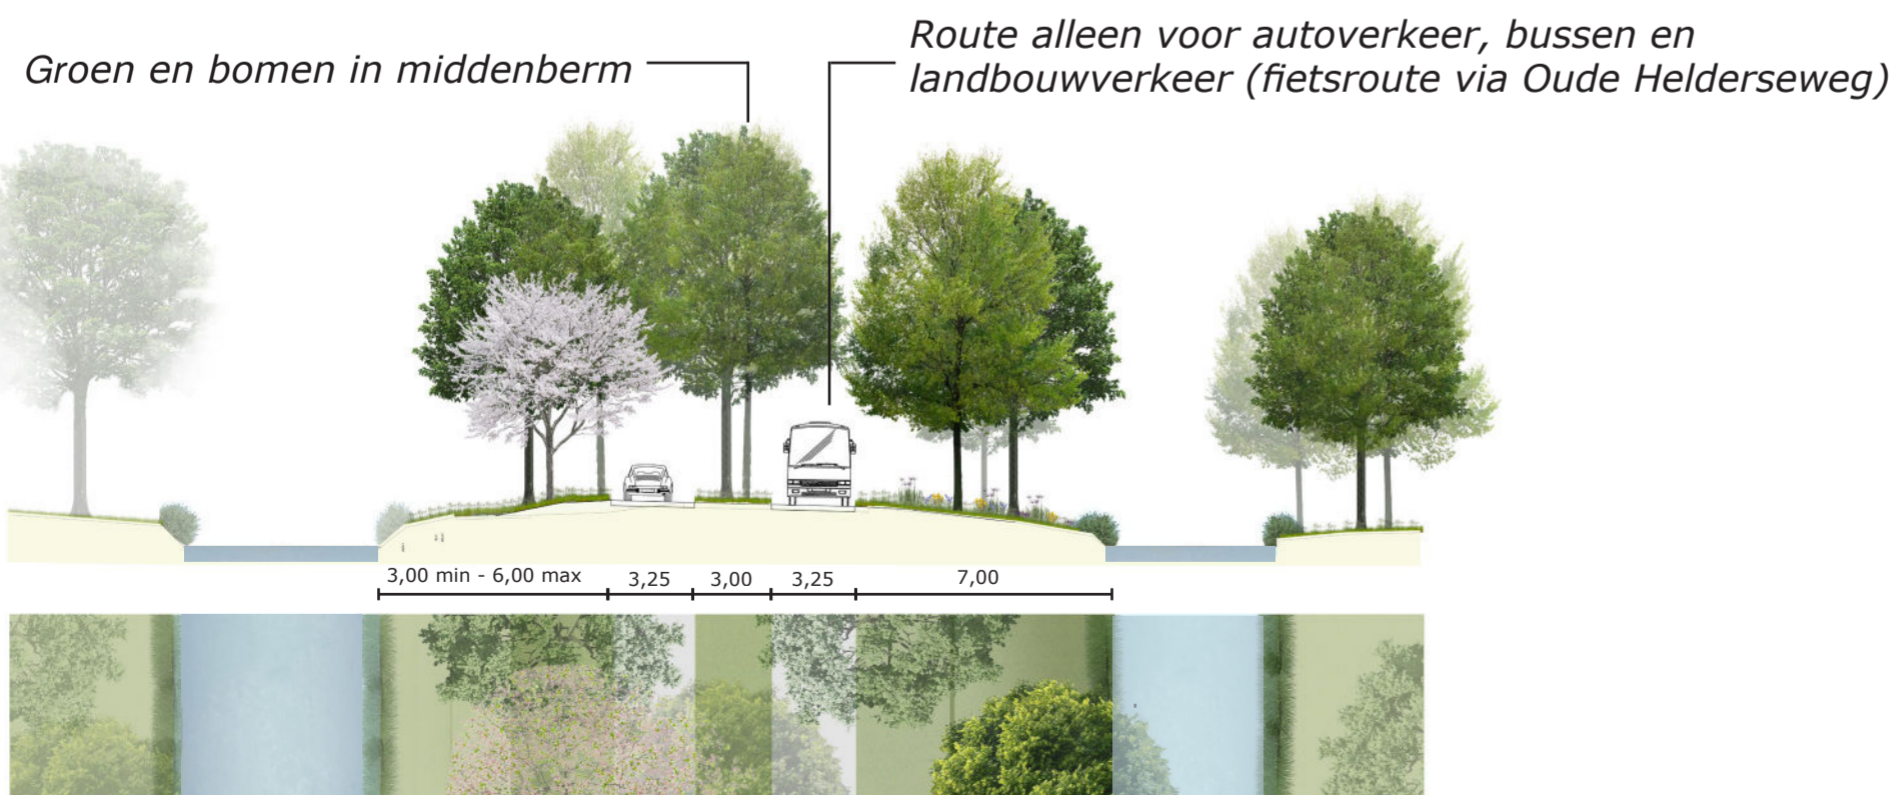 Groen en bomen in middenberm
Route alleen voor autoverkeer, bussen en
landbouwverkeer (fietsroute via Oude Helderseweg)
3,00 min - 6,00 max
3,25
3,00
3,25
7,00